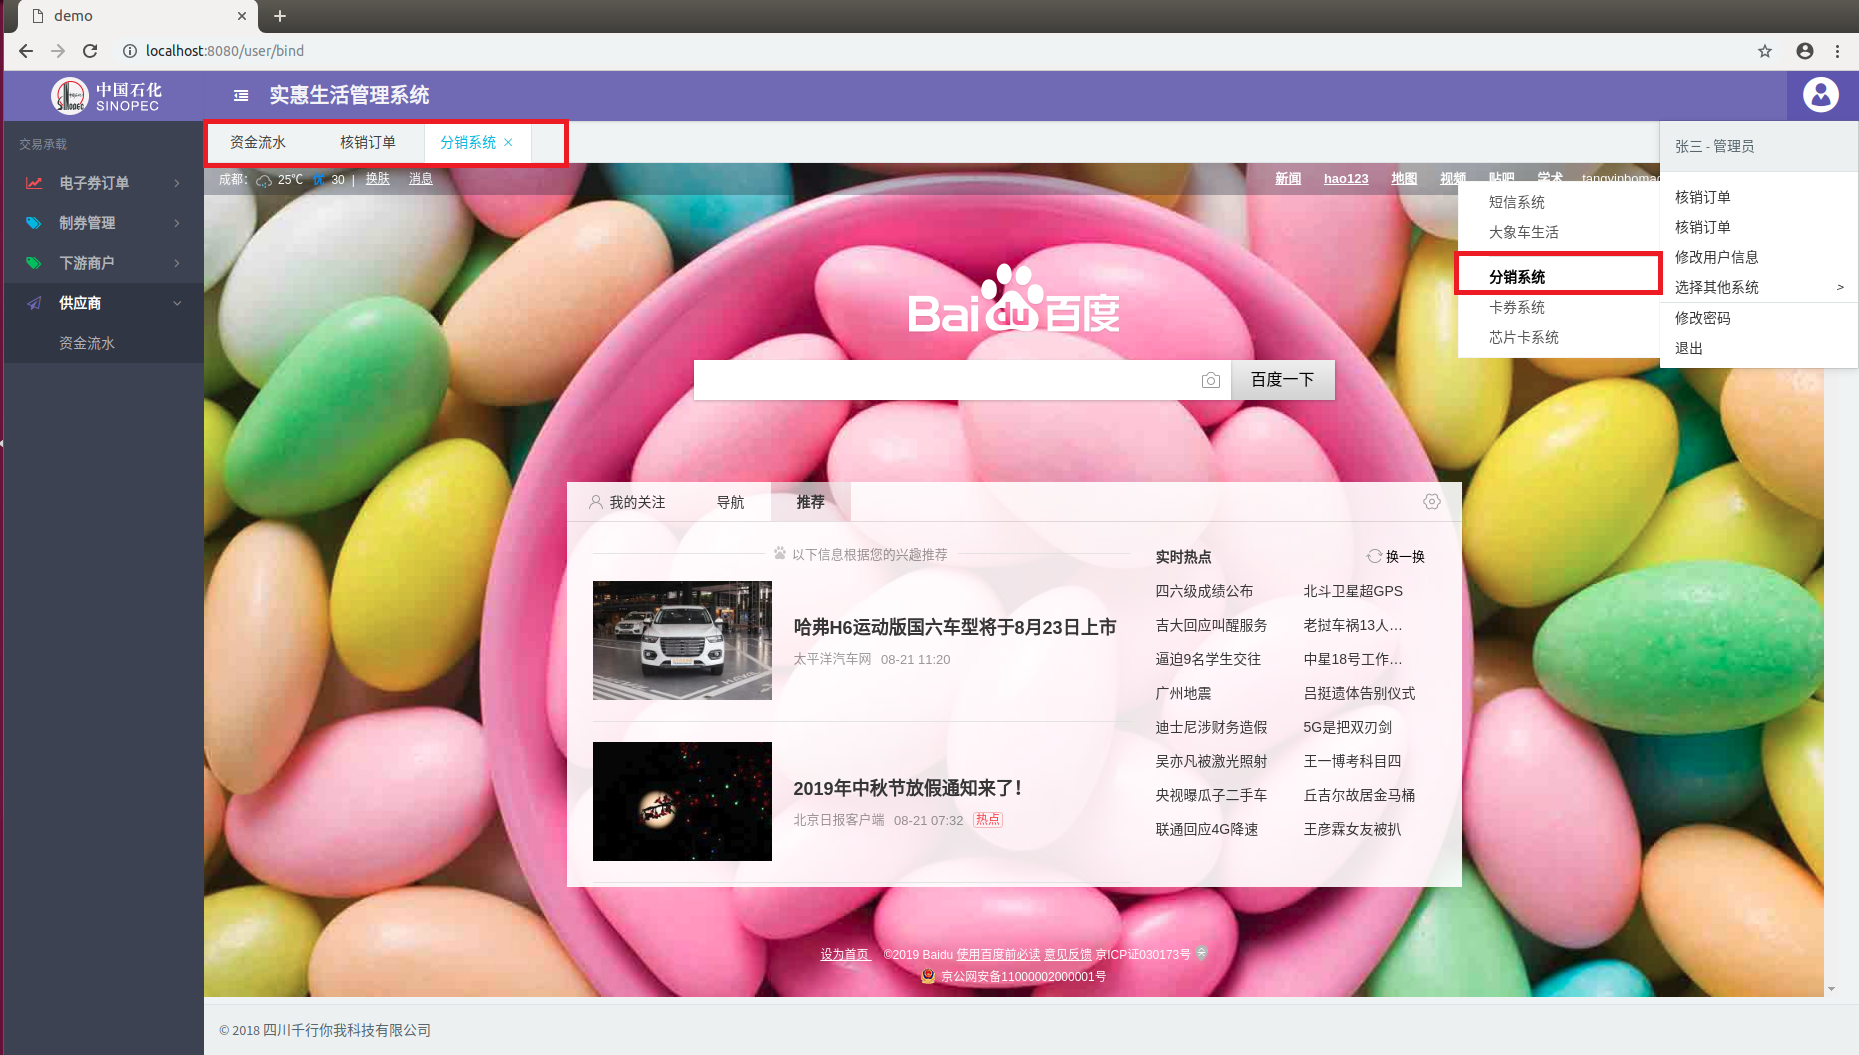 demo
localhost:8080/user/bind
中国石化
SINOPEC
实惠生活管理系统
交易承载
电子券订单
制券管理
下游商户
供应商
资金流水
资金流水 核销订单 分销系统
成都: 25℃ 优 30 | 换肤 消息
新闻 hao123 地图 视频 贴吧 学术
张三 - 管理员
核销订单
核销订单
修改用户信息
选择其他系统 >
修改密码
退出
短信系统
大象车生活
分销系统
卡券系统
芯片卡系统
Bai du 百度
百度一下
我的关注 导航 推荐
以下信息根据您的兴趣推荐
哈弗H6运动版国六车型将于8月23日上市
太平洋汽车网 08-21 11:20
2019年中秋节放假通知来了!
北京日报客户端 08-21 07:32 热点
实时热点 换一换
四六级成绩公布 北斗卫星超GPS
吉大回应叫醒服务 老挝车祸13人...
逼迫9名学生交往 中星18号工作...
广州地震 吕挺遗体告别仪式
迪士尼涉财务造假 5G是把双刃剑
吴亦凡被激光照射 王一博考科目四
央视曝瓜子二手车 丘吉尔故居金马桶
联通回应4G降速 王彦霖女友被扒
设为首页 ©2019 Baidu 使用百度前必读 意见反馈 京ICP证030173号
京公网安备11000002000001号
© 2018 四川千行你我科技有限公司